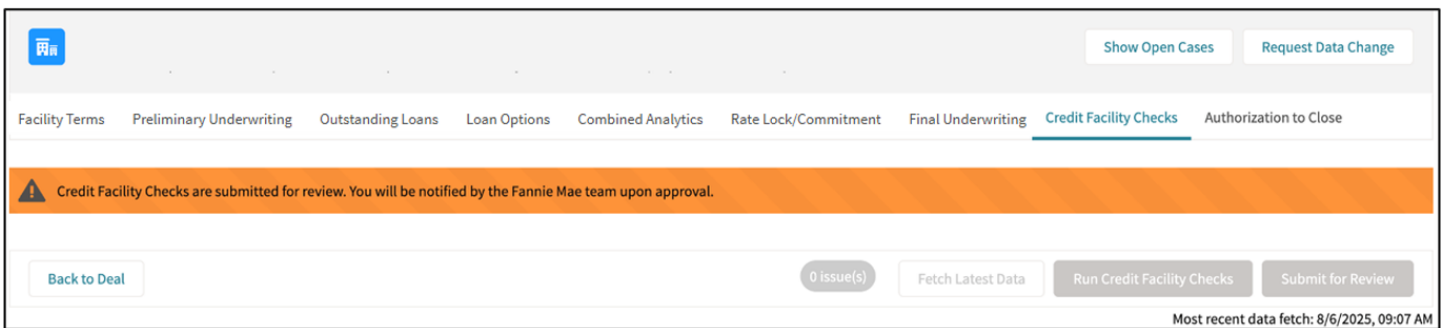 Show Open Cases Request Data Change
Facility Terms Preliminary Underwriting Outstanding Loans Loan Options Combined Analytics Rate Lock/Commitment Final Underwriting Credit Facility Checks Authorization to Close
Credit Facility Checks are submitted for review. You will be notified by the Fannie Mae team upon approval.
Back to Deal 0 issue(s) Fetch Latest Data Run Credit Facility Checks Submit for Review
Most recent data fetch: 8/6/2025, 09:07 AM